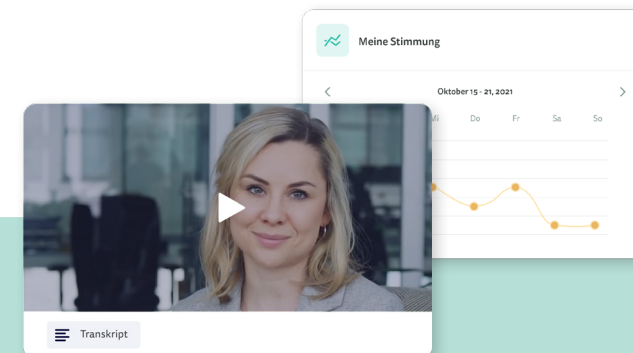 Meine Stimmung
Oktober 15 - 21, 2021
Mi Do Fr Sa So
Transkript